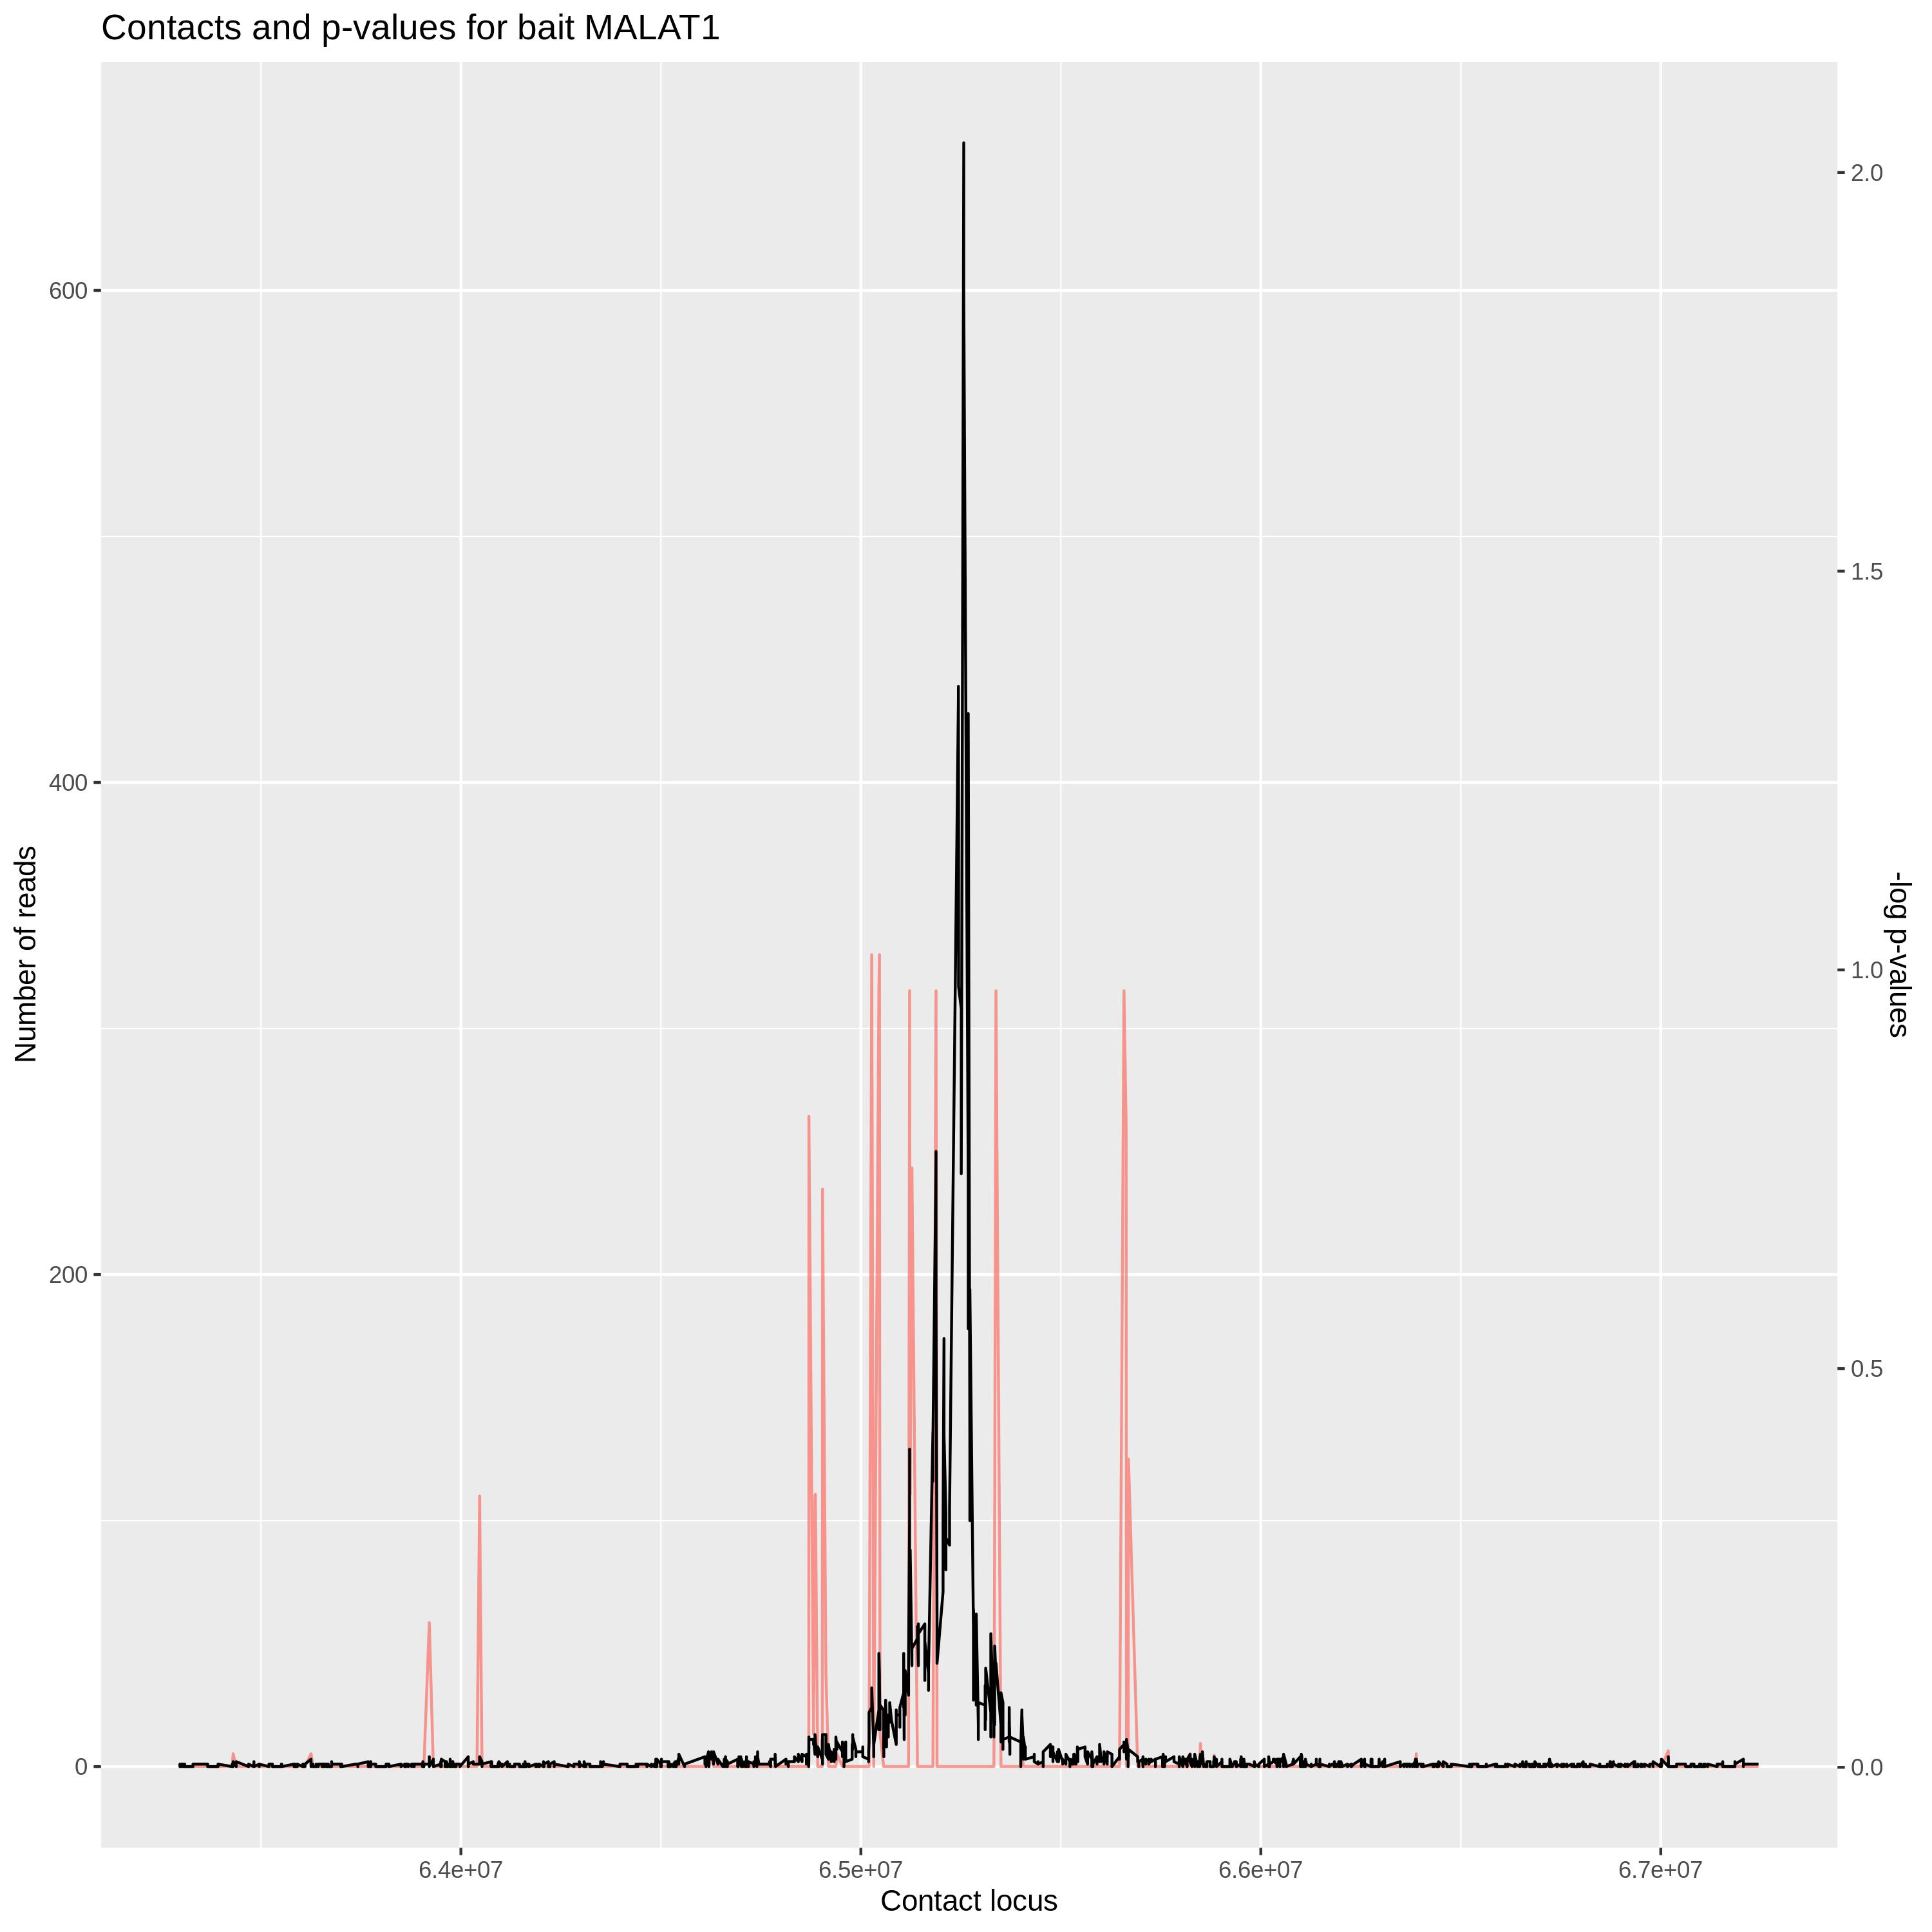 Contacts and p-values for bait MALAT1
Number of reads
600
400
200
0
2.0
1.5
1.0
0.5
0.0
-log p-values
6.4e+07
6.5e+07
6.6e+07
6.7e+07
Contact locus